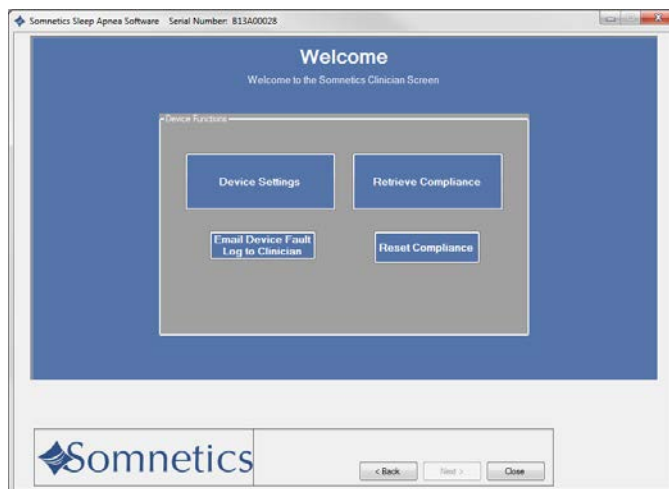 Somnetics Sleep Apnea Software Serial Number: 813A00028
Welcome
Welcome to the Somnetics Clinician Screen
Device Functions
Device Settings
Retrieve Compliance
Email Device Fault
Log to Clinician
Reset Compliance
Somnetics
< Back
Next >
Close